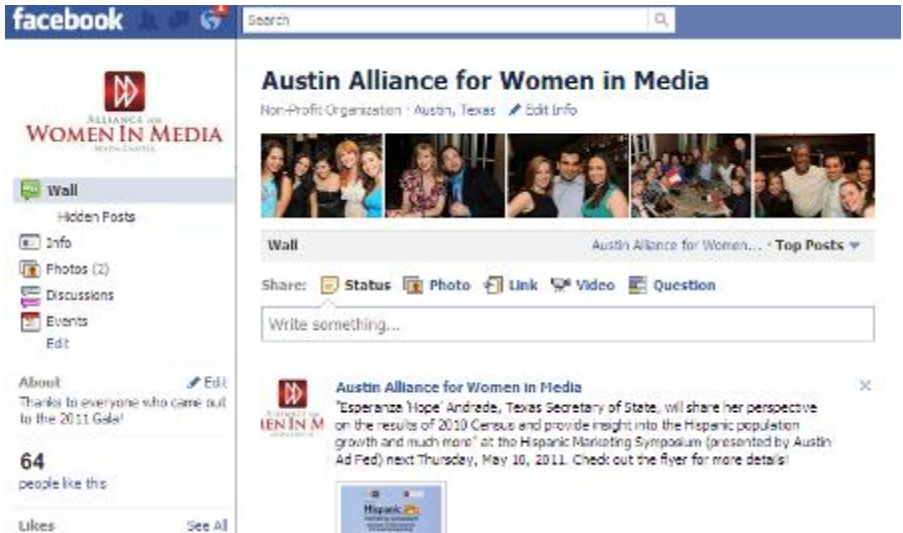 facebook
Search
Austin Alliance for Women in Media
Non-Profit Organization · Austin, Texas Edit Info
ALLIANCE FOR
WOMEN IN MEDIA
Wall
Hidden Posts
Info
Photos (2)
Discussions
Events
Edit
About Edit
Thanks to everyone who came out
to the 2011 Gala!
64
people like this
Likes See All
Wall Austin Alliance for Women... · Top Posts
Share: Status Photo Link Video Question
Write something...
Austin Alliance for Women in Media
"Esperanza 'Hope' Andrade, Texas Secretary of State, will share her perspective
on the results of 2010 Census and provide insight into the Hispanic population
growth and much more" at the Hispanic Marketing Symposium (presented by Austin
Ad Fed) next Thursday, May 10, 2011. Check out the flyer for more details!
EN IN M
Hispanic